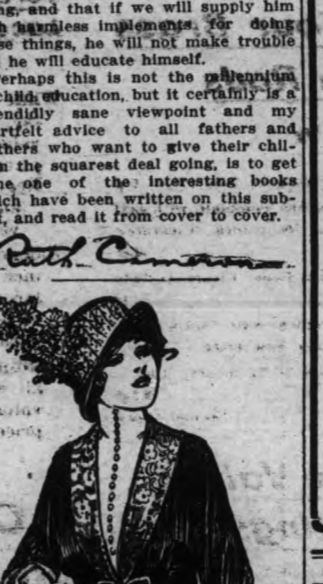 ng, and that if we will supply him
h harmless implements for doing
se things, he will not make trouble
he will educate himself.
erhaps this is not the millennium
child education, but it certainly is a
endidly sane viewpoint and my
rtfelt advice to all fathers and
thers who want to give their chil-
n the squarest deal going, is to get
me one of the interesting books
ich have been written on this sub-
t, and read it from cover to cover.
Ruth Cameron